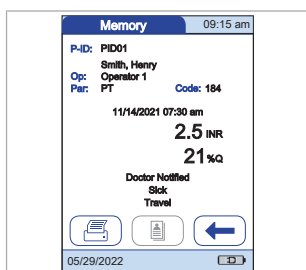 Memory 09:15 am
P-ID: PID01
Smith, Henry
Op: Operator 1
Par: PT Code: 184
11/14/2021 07:30 am
2.5 INR
21 %Q
Doctor Notified
Sick
Travel
05/29/2022